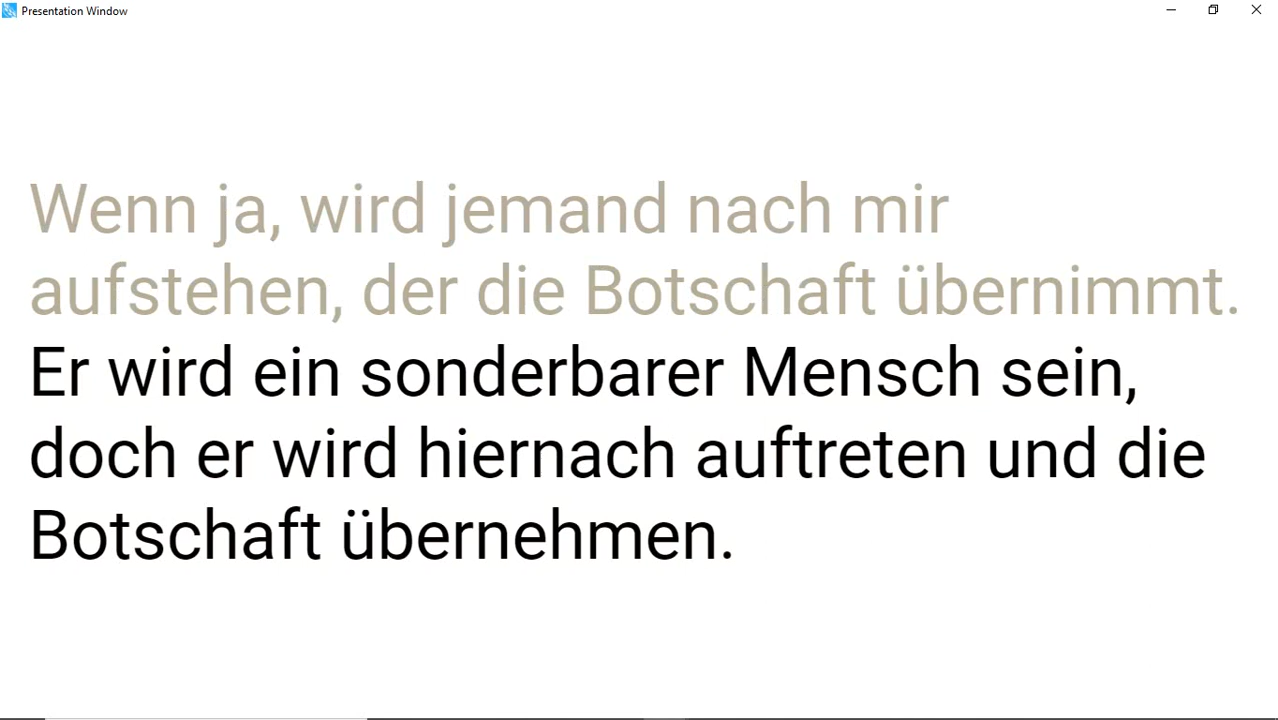 Presentation Window
Wenn ja, wird jemand nach mir
aufstehen, der die Botschaft übernimmt.
Er wird ein sonderbarer Mensch sein,
doch er wird hiernach auftreten und die
Botschaft übernehmen.